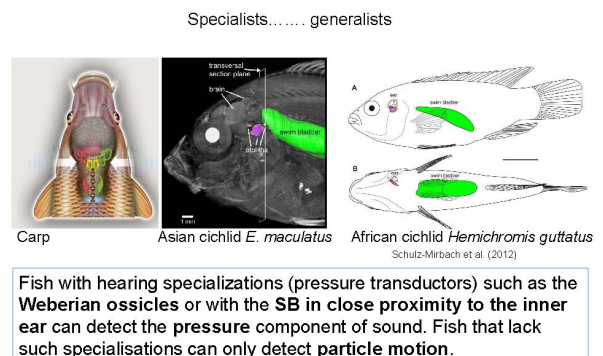 Specialists……. generalists
transversal
section plane
brain
otoliths
swim bladder
1 mm
A
ear
swim bladder
B
ear
swim bladder
Carp
Asian cichlid E. maculatus
African cichlid Hemichromis guttatus
Schulz-Mirbach et al. (2012)
Fish with hearing specializations (pressure transductors) such as the
Weberian ossicles or with the SB in close proximity to the inner
ear can detect the pressure component of sound. Fish that lack
such specialisations can only detect particle motion.